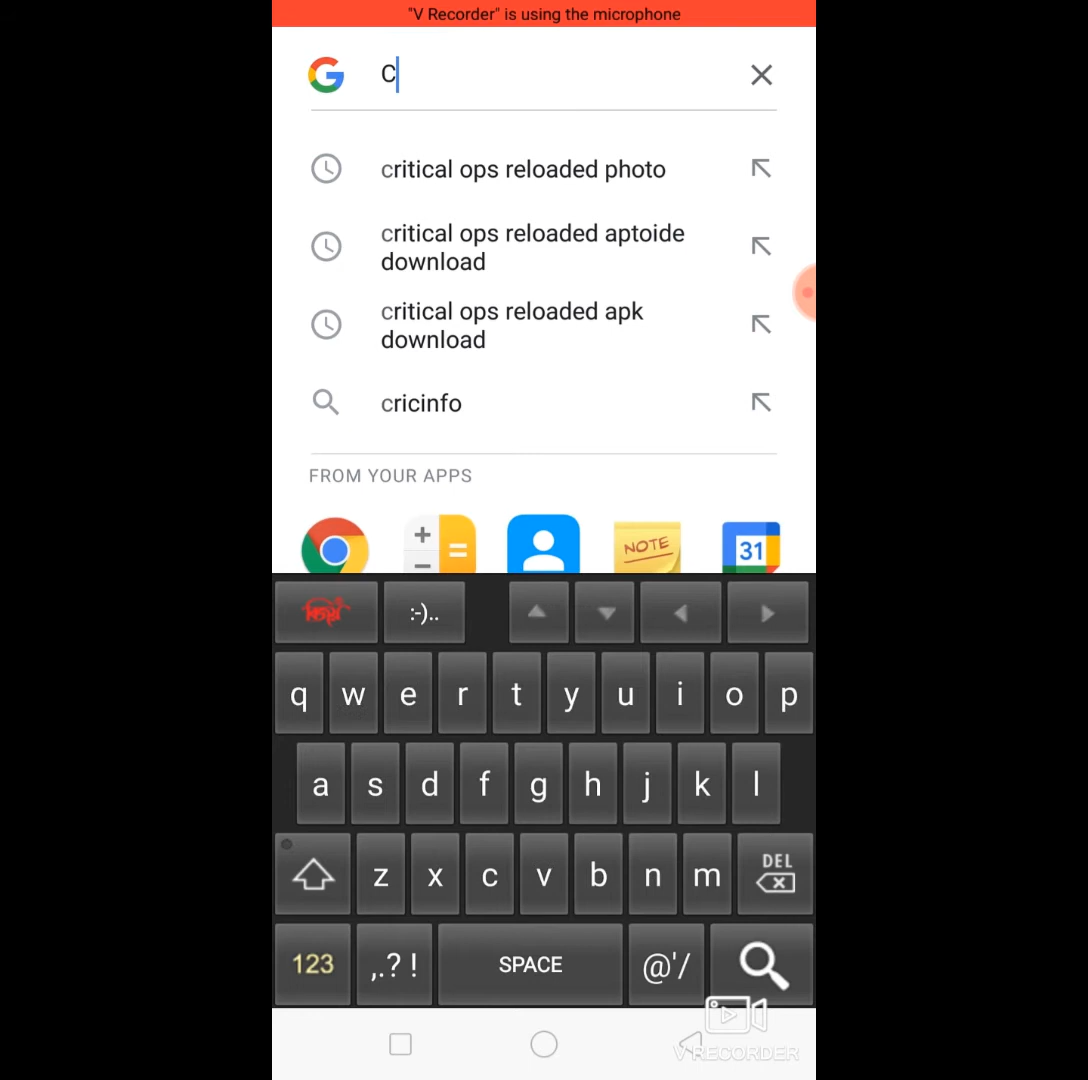 "V Recorder" is using the microphone
C
critical ops reloaded photo
critical ops reloaded aptoide
download
critical ops reloaded apk
download
cricinfo
FROM YOUR APPS
+ − =
NOTE
31
বিজয়
:-)..
q w e r t y u i o p
a s d f g h j k l
z x c v b n m DEL
123 ,.? ! SPACE @'/
V RECORDER